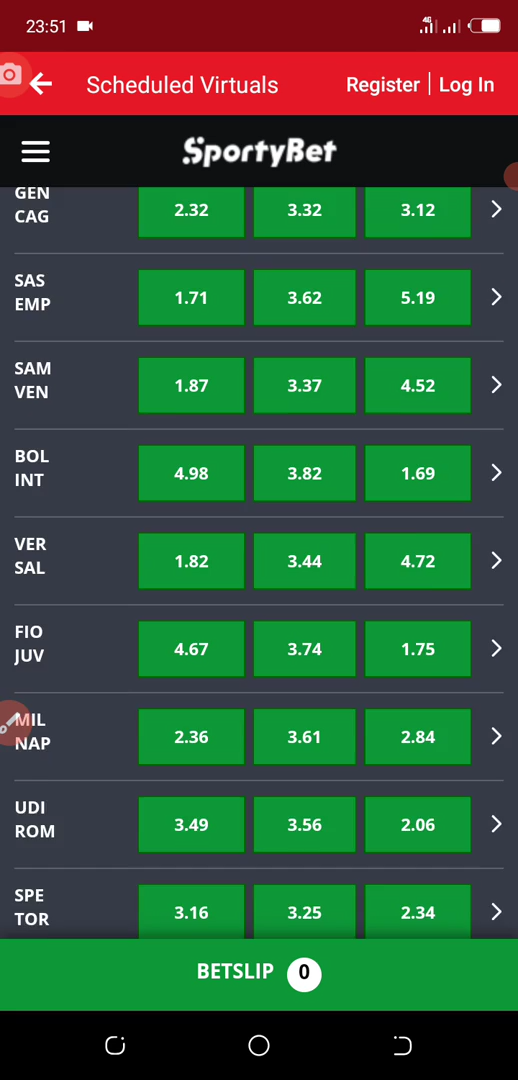 23:51
4G
Scheduled Virtuals
Register | Log In
SportyBet
GEN
CAG
2.32 3.32 3.12
SAS
EMP
1.71 3.62 5.19
SAM
VEN
1.87 3.37 4.52
BOL
INT
4.98 3.82 1.69
VER
SAL
1.82 3.44 4.72
FIO
JUV
4.67 3.74 1.75
MIL
NAP
2.36 3.61 2.84
UDI
ROM
3.49 3.56 2.06
SPE
TOR
3.16 3.25 2.34
BETSLIP 0